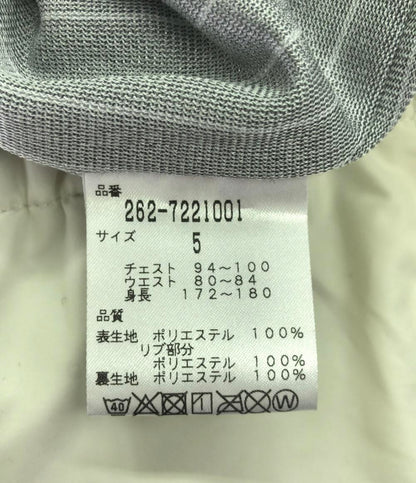 品番
262-7221001
サイズ
5
チェスト 94～100
ウエスト 80～84
身長 172～180
品質
表生地 ポリエステル 100%
リブ部分
ポリエステル 100%
裏生地 ポリエステル 100%
40 W